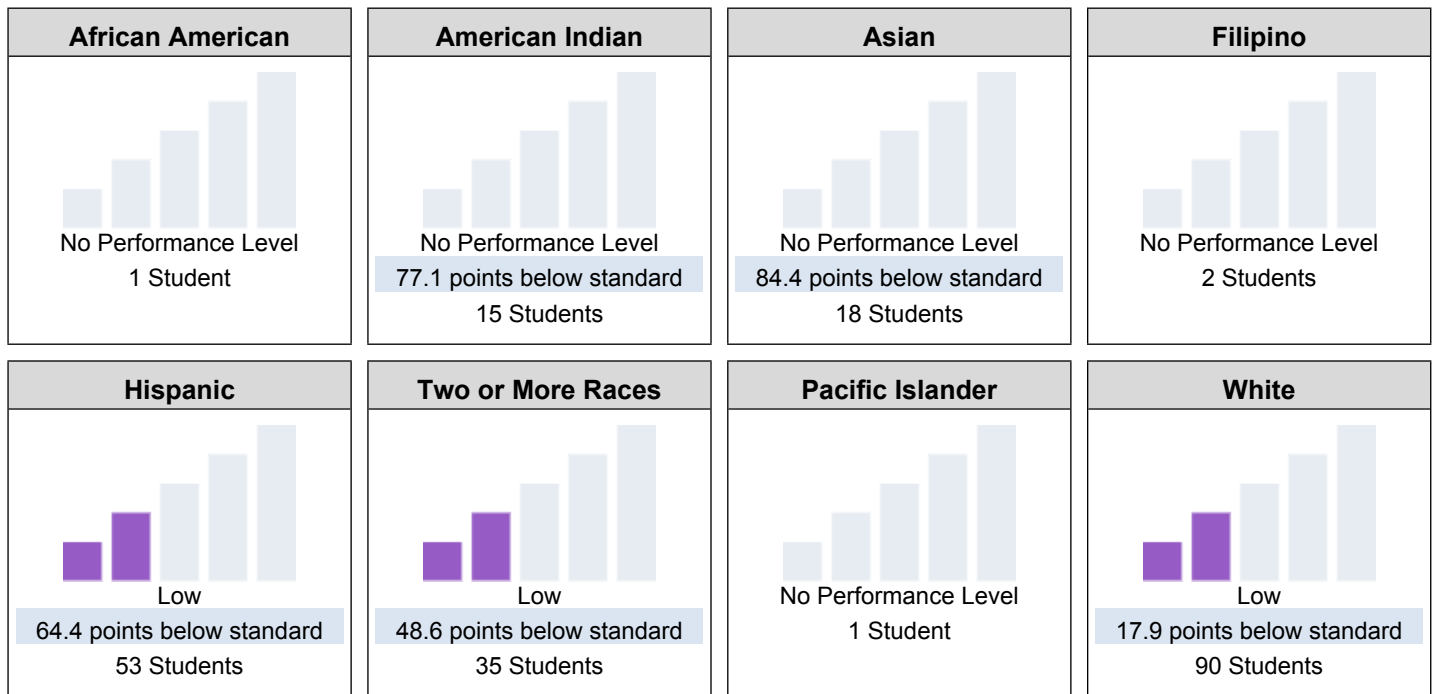 African American
No Performance Level
1 Student
American Indian
No Performance Level
77.1 points below standard
15 Students
Asian
No Performance Level
84.4 points below standard
18 Students
Filipino
No Performance Level
2 Students
Hispanic
Low
64.4 points below standard
53 Students
Two or More Races
Low
48.6 points below standard
35 Students
Pacific Islander
No Performance Level
1 Student
White
Low
17.9 points below standard
90 Students